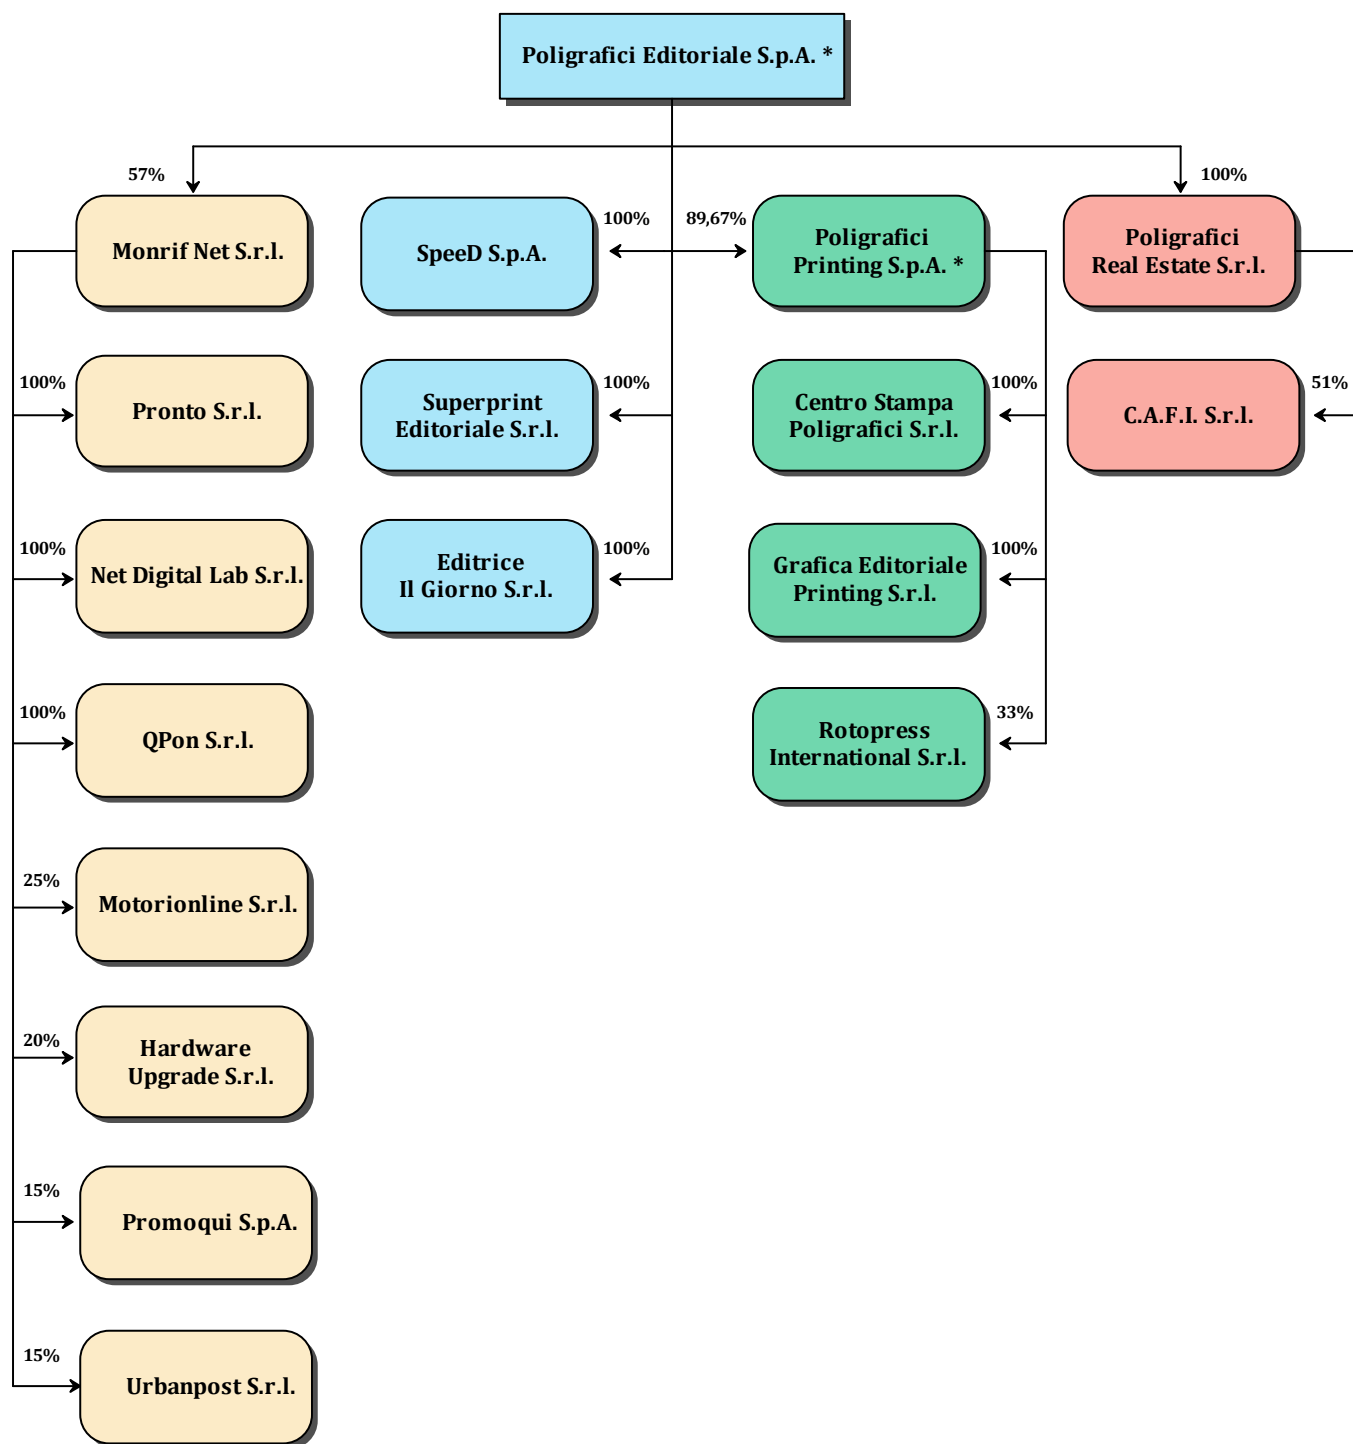 Poligrafici Editoriale S.p.A. *
57%
100%
Monrif Net S.r.l.
SpeeD S.p.A.
100%
89,67%
Poligrafici
Printing S.p.A. *
Poligrafici
Real Estate S.r.l.
100%
Pronto S.r.l.
Superprint
Editoriale S.r.l.
100%
Centro Stampa
Poligrafici S.r.l.
100%
C.A.F.I. S.r.l.
51%
100%
Net Digital Lab S.r.l.
Editrice
Il Giorno S.r.l.
100%
Grafica Editoriale
Printing S.r.l.
100%
100%
QPon S.r.l.
Rotopress
International S.r.l.
33%
25%
Motorionline S.r.l.
20%
Hardware
Upgrade S.r.l.
15%
Promoqui S.p.A.
15%
Urbanpost S.r.l.